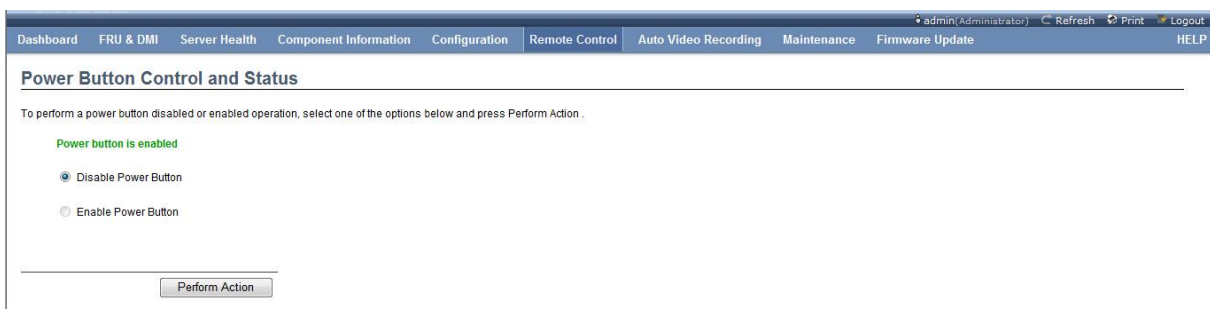 admin(Administrator) Refresh Print Logout
Dashboard FRU & DMI Server Health Component Information Configuration Remote Control Auto Video Recording Maintenance Firmware Update HELP
Power Button Control and Status
To perform a power button disabled or enabled operation, select one of the options below and press Perform Action .
Power button is enabled
Disable Power Button
Enable Power Button
Perform Action